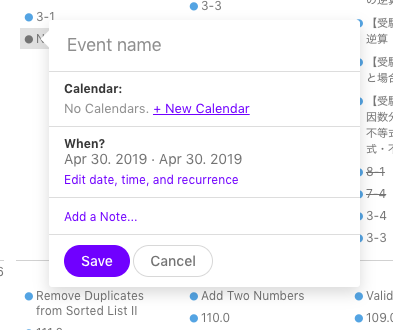 3-1
3-3
N
Event name
Calendar:
No Calendars. + New Calendar
When?
Apr 30. 2019 · Apr 30. 2019
Edit date, time, and recurrence
Add a Note...
Save
Cancel
の逆算
【受験
逆算
【受験
と場合
【受験
因数分
不等式
式・不
8-1
7-4
3-4
3-3
6
Remove Duplicates
from Sorted List II
Add Two Numbers
110.0
Valid
109.0